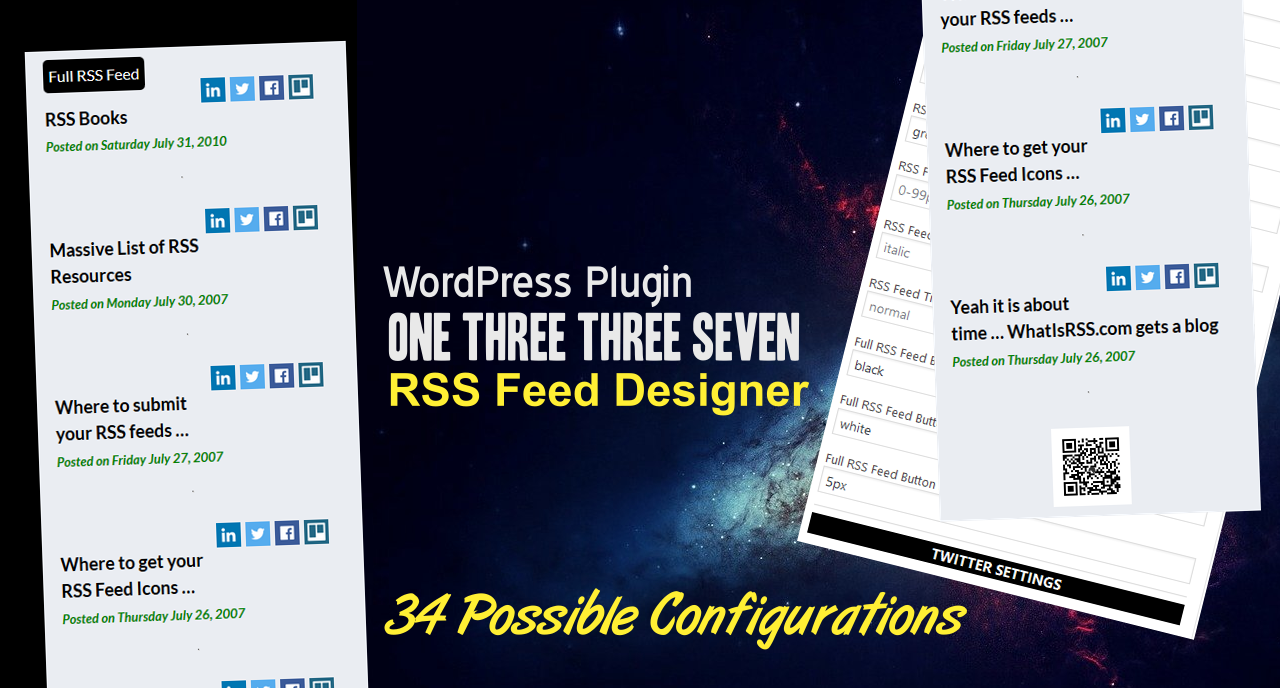 Full RSS Feed
RSS Books
Posted on Saturday July 31, 2010
Massive List of RSS
Resources
Posted on Monday July 30, 2007
Where to submit
your RSS feeds ...
Posted on Friday July 27, 2007
Where to get your
RSS Feed Icons ...
Posted on Thursday July 26, 2007
WordPress Plugin
ONE THREE THREE SEVEN
RSS Feed Designer
34 Possible Configurations
RSS Feed
italic
RSS Feed
normal
Full RSS Feed
black
Full RSS Feed
white
Full RSS Feed Button
5px
TWITTER SETTINGS
your RSS feeds ...
Posted on Friday July 27, 2007
Where to get your
RSS Feed Icons ...
Posted on Thursday July 26, 2007
Yeah it is about
time ... WhatIsRSS.com gets a blog
Posted on Thursday July 26, 2007